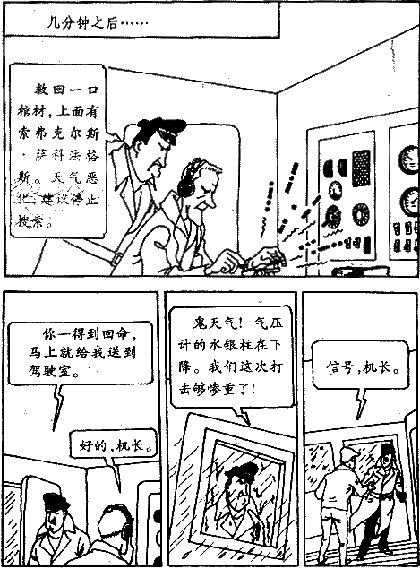 几分钟之后……
救回一口
棺材，上面有
索弗克尔斯
·萨科法格
斯。天气恶
化，建议停止
搜索。
你一得到回命，
马上就给我送到
驾驶室。
好的，机长。
鬼天气！气压
计的水银柱在下
降。我们这次打
击够惨重了！
信号，机长。